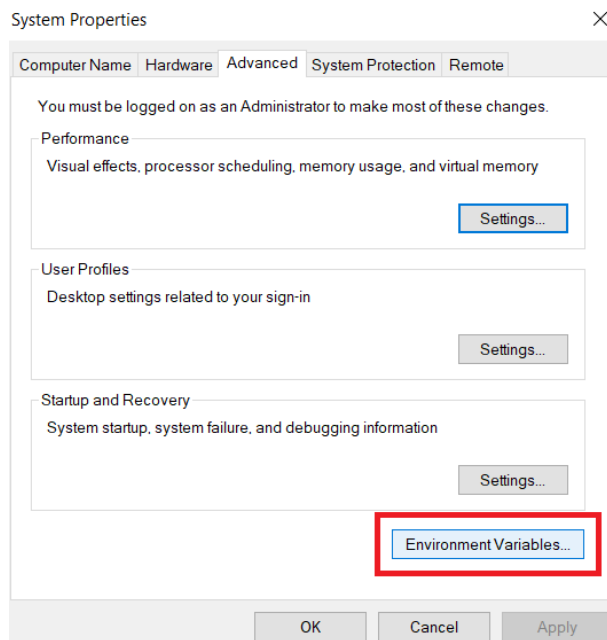 System Properties
Computer Name Hardware Advanced System Protection Remote
You must be logged on as an Administrator to make most of these changes.
Performance
Visual effects, processor scheduling, memory usage, and virtual memory
Settings...
User Profiles
Desktop settings related to your sign-in
Settings...
Startup and Recovery
System startup, system failure, and debugging information
Settings...
Environment Variables...
OK Cancel Apply